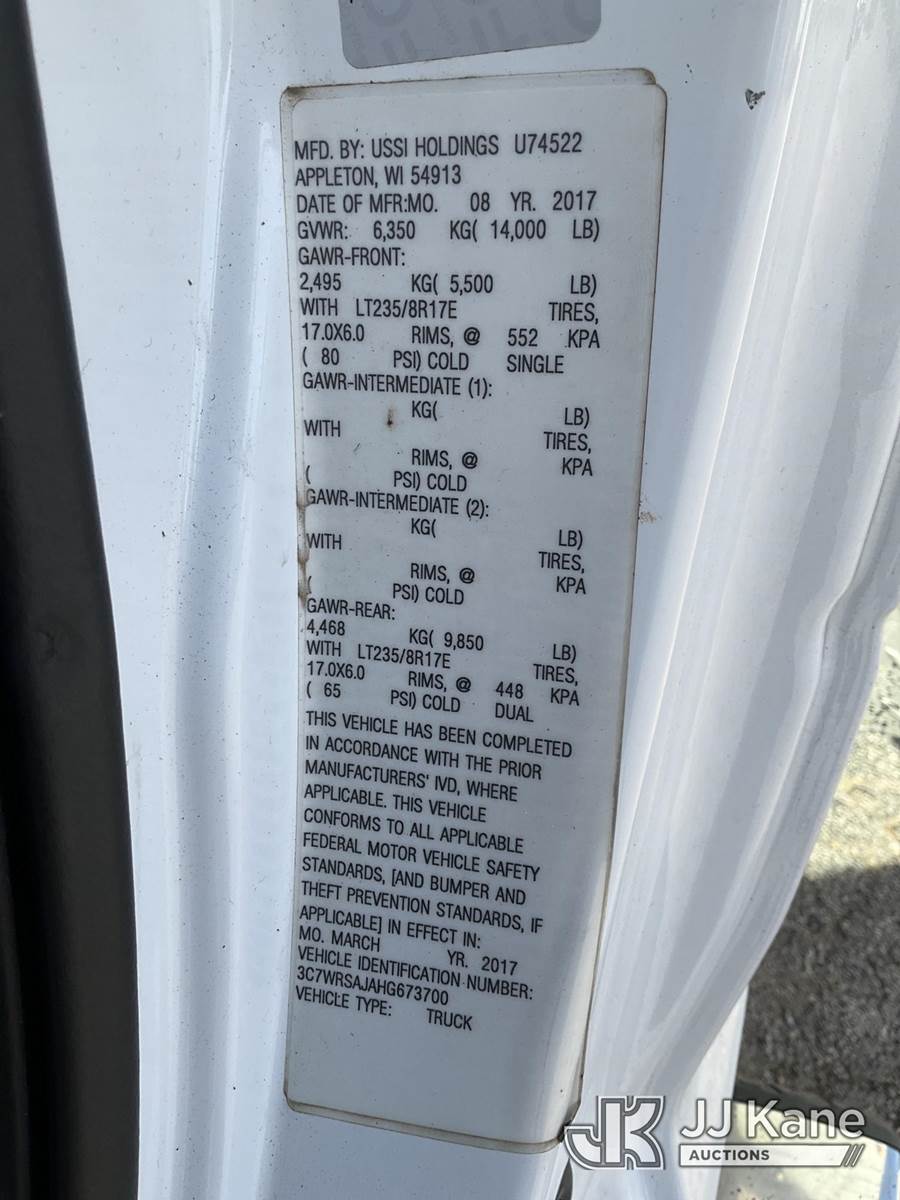 MFD. BY: USSI HOLDINGS U74522
APPLETON, WI 54913
DATE OF MFR:MO. 08 YR. 2017
GVWR: 6,350 KG( 14,000 LB)
GAWR-FRONT:
2,495 KG( 5,500 LB)
WITH LT235/8R17E TIRES,
17.0X6.0 RIMS, @ 552 KPA
( 80 PSI) COLD SINGLE
GAWR-INTERMEDIATE (1):
KG( LB)
WITH TIRES,
RIMS, @ KPA
( PSI) COLD
GAWR-INTERMEDIATE (2):
KG( LB)
WITH TIRES,
RIMS, @ KPA
( PSI) COLD
GAWR-REAR:
4,468 KG( 9,850 LB)
WITH LT235/8R17E TIRES,
17.0X6.0 RIMS, @ 448 KPA
( 65 PSI) COLD DUAL
THIS VEHICLE HAS BEEN COMPLETED
IN ACCORDANCE WITH THE PRIOR
MANUFACTURERS' IVD, WHERE
APPLICABLE. THIS VEHICLE
CONFORMS TO ALL APPLICABLE
FEDERAL MOTOR VEHICLE SAFETY
STANDARDS, [AND BUMPER AND
THEFT PREVENTION STANDARDS, IF
APPLICABLE] IN EFFECT IN:
MO. MARCH YR. 2017
VEHICLE IDENTIFICATION NUMBER:
3C7WRSAJAHG673700
VEHICLE TYPE: TRUCK
JK JJ Kane
AUCTIONS